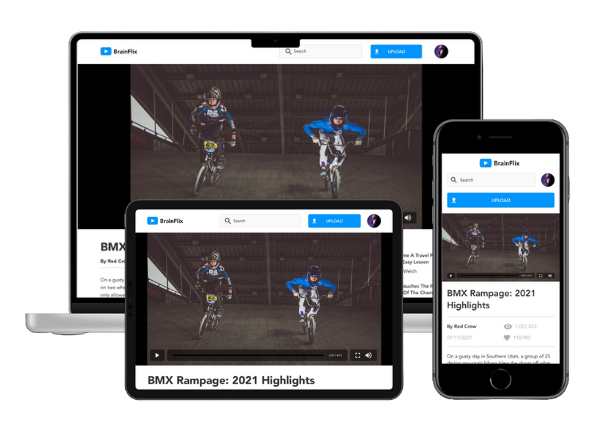 BrainFlix
Search
UPLOAD
BMX
By Red Crow
On a gusty
on two whe
only allowe
me A Travel
Easy Lesson
Welch
ouches The
Of The Cham
BrainFlix
Search
UPLOAD
BMX Rampage: 2021 Highlights
BrainFlix
Search
UPLOAD
BMX Rampage: 2021
Highlights
By Red Crow
1,001,023
07/11/2021
110,985
On a gusty day in Southern Utah, a group of 25